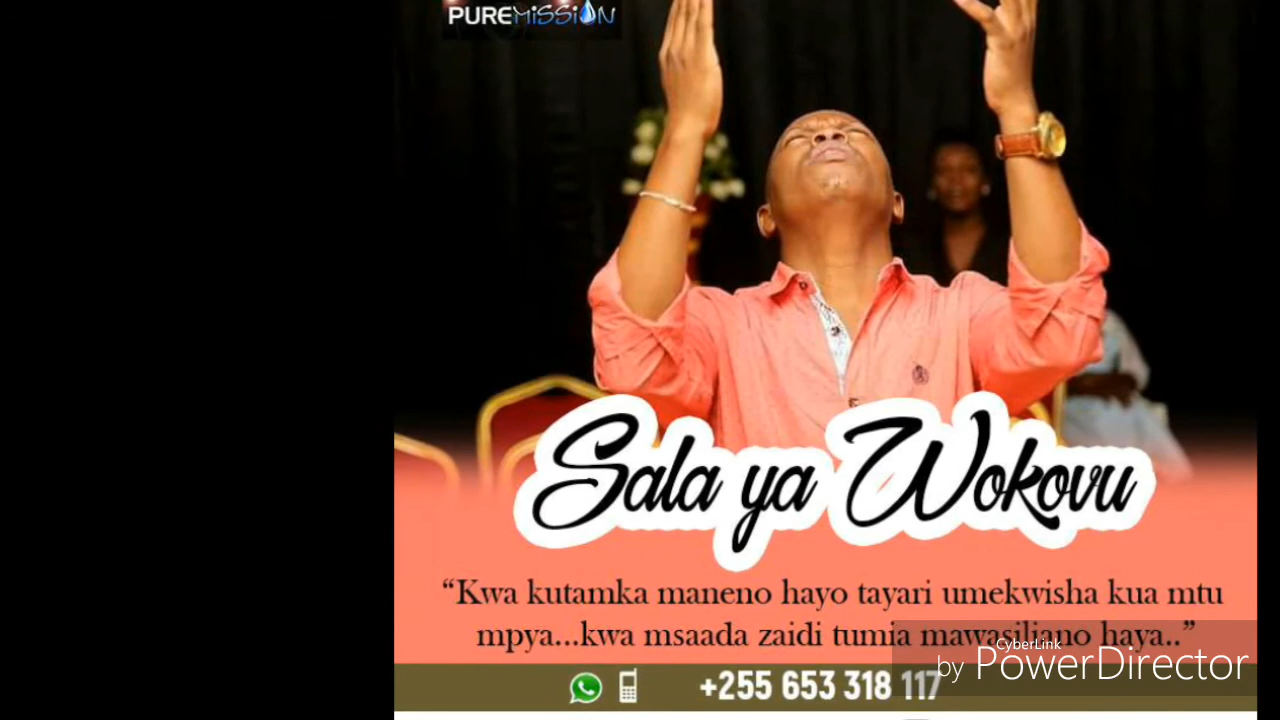 PUREMiSSiON
Sala ya Wokovu
“Kwa kutamka maneno hayo tayari umekwisha kua mtu
mpya...kwa msaada zaidi tumia mawasiliano haya..”
+255 653 318 117
CyberLink
by PowerDirector